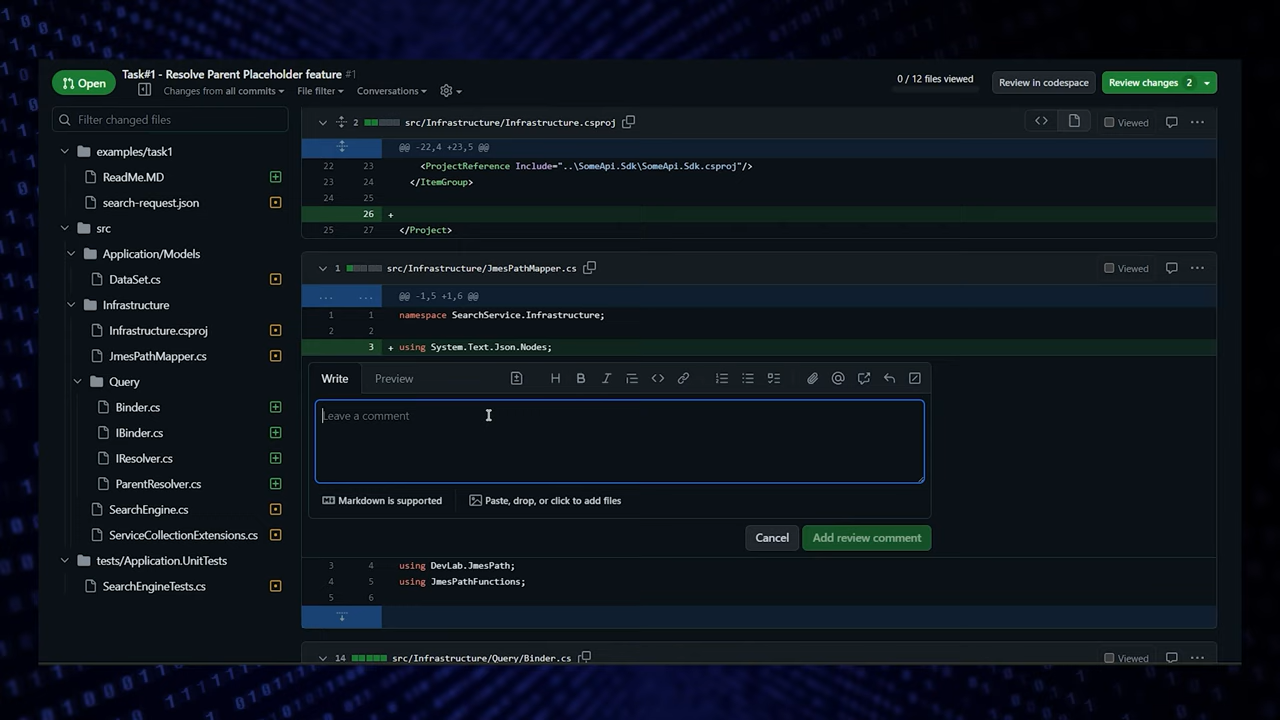 Open
Task#1 - Resolve Parent Placeholder feature #1
Changes from all commits
File filter
Conversations
0 / 12 files viewed
Review in codespace
Review changes 2
Filter changed files
examples/task1
ReadMe.MD
search-request.json
src
Application/Models
DataSet.cs
Infrastructure
Infrastructure.csproj
JmesPathMapper.cs
Query
Binder.cs
IBinder.cs
IResolver.cs
ParentResolver.cs
SearchEngine.cs
ServiceCollectionExtensions.cs
tests/Application.UnitTests
SearchEngineTests.cs
2 src/Infrastructure/Infrastructure.csproj
Viewed
@@ -22,4 +23,5 @@
22 23 <ProjectReference Include="..\SomeApi.Sdk\SomeApi.Sdk.csproj"/>
23 24 </ItemGroup>
24 25
26 +
25 27 </Project>
1 src/Infrastructure/JmesPathMapper.cs
Viewed
... ... @@ -1,5 +1,6 @@
1 1 namespace SearchService.Infrastructure;
2 2
3 + using System.Text.Json.Nodes;
Write Preview
Leave a comment
Markdown is supported
Paste, drop, or click to add files
Cancel
Add review comment
3 4 using DevLab.JmesPath;
4 5 using JmesPathFunctions;
5 6
14 src/Infrastructure/Query/Binder.cs
Viewed